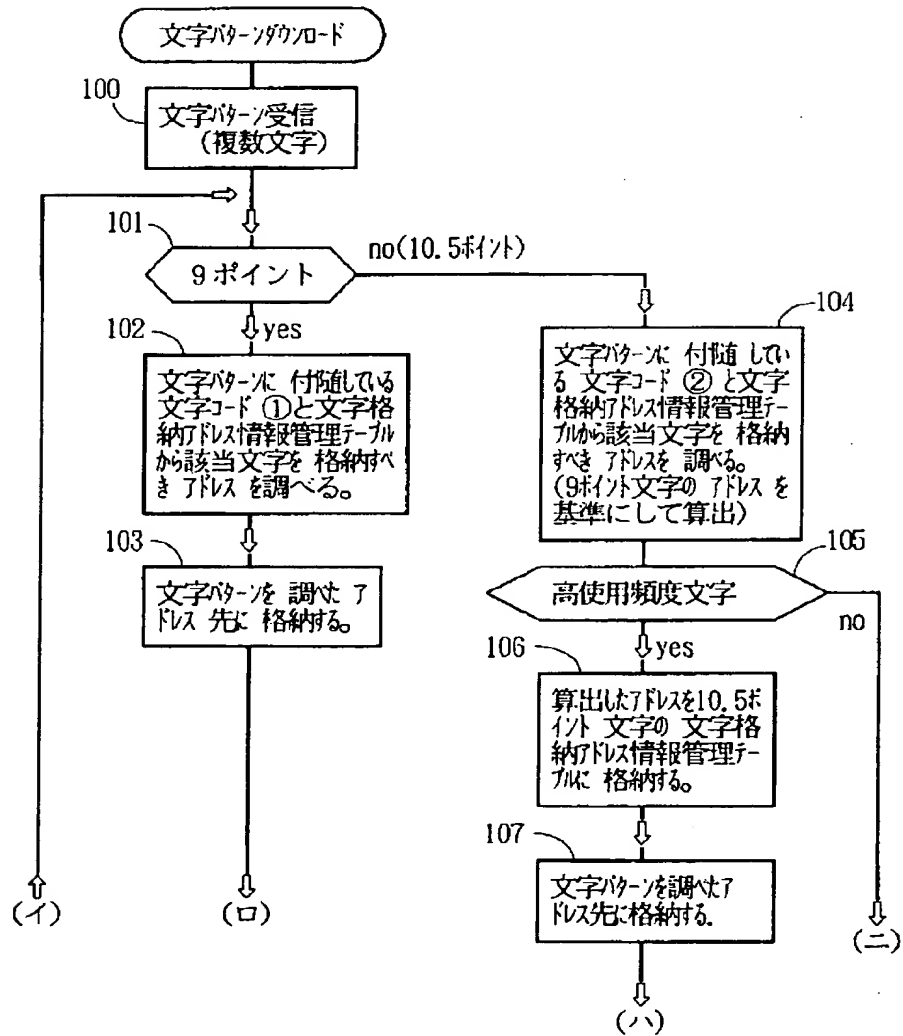 文字パターンダウンロード
100
文字パターン受信
(複数文字)
101
9ポイント
no(10.5ポイント)
yes
102
文字パターンに 付随している
文字コード ①と文字格
納アドレス情報管理テーブル
から該当文字を 格納すべ
き アドレス を調べる。
103
文字パターンを 調べた ア
ドレス 先に 格納する。
104
文字パターンに 付随 してい
る 文字コード ② と文字
格納アドレス情報管理テー
ブルから該当文字を 格納
すべき アドレスを 調べる。
(9ポイント文字の アドレス を
基準にして算出)
105
高使用頻度文字
no
yes
106
算出したアドレスを10.5ポ
イント 文字の 文字格
納アドレス情報管理テー
ブルに 格納する。
107
文字パターンを調べたア
ドレス先に格納する.
(イ)
(ロ)
(ハ)
(ニ)